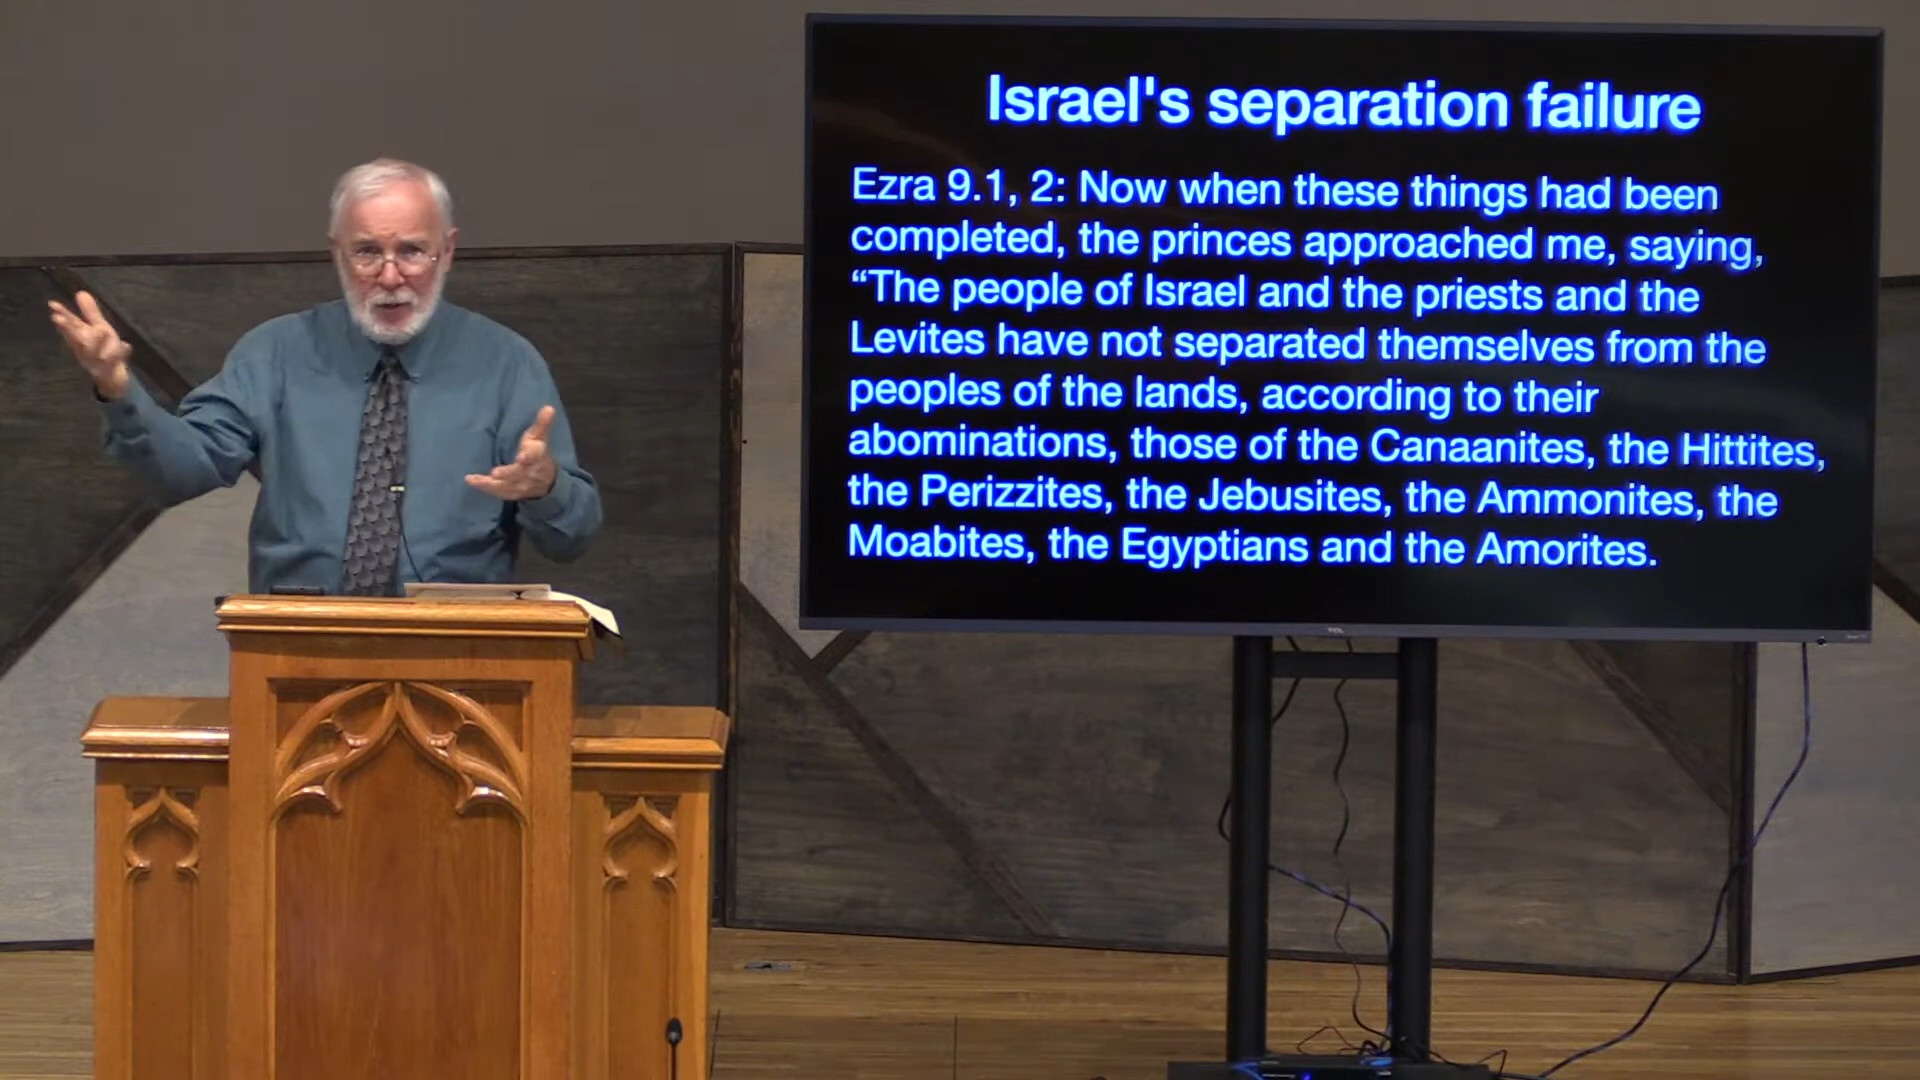 Israel's separation failure
Ezra 9.1, 2: Now when these things had been
completed, the princes approached me, saying,
“The people of Israel and the priests and the
Levites have not separated themselves from the
peoples of the lands, according to their
abominations, those of the Canaanites, the Hittites,
the Perizzites, the Jebusites, the Ammonites, the
Moabites, the Egyptians and the Amorites.
TCL